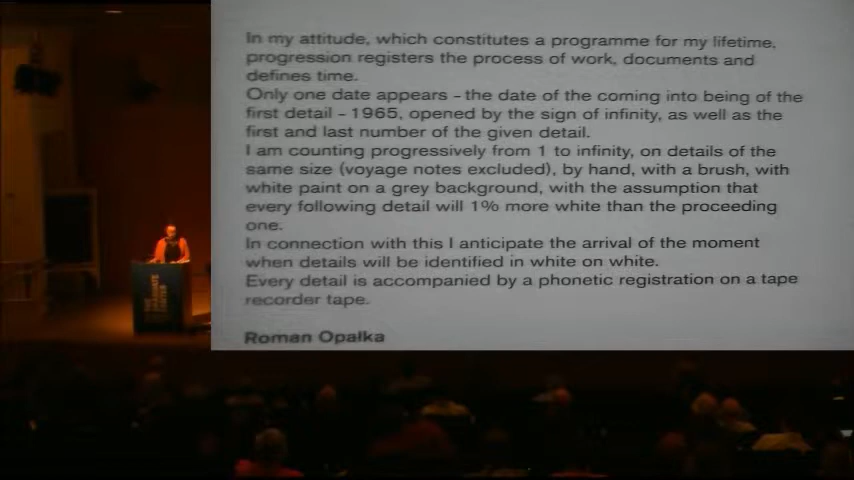 In my attitude, which constitutes a programme for my lifetime,
progression registers the process of work, documents and
defines time.
Only one date appears - the date of the coming into being of the
first detail - 1965, opened by the sign of infinity, as well as the
first and last number of the given detail.
I am counting progressively from 1 to infinity, on details of the
same size (voyage notes excluded), by hand, with a brush, with
white paint on a grey background, with the assumption that
every following detail will 1% more white than the proceeding
one.
In connection with this I anticipate the arrival of the moment
when details will be identified in white on white.
Every detail is accompanied by a phonetic registration on a tape
recorder tape.
Roman Opałka